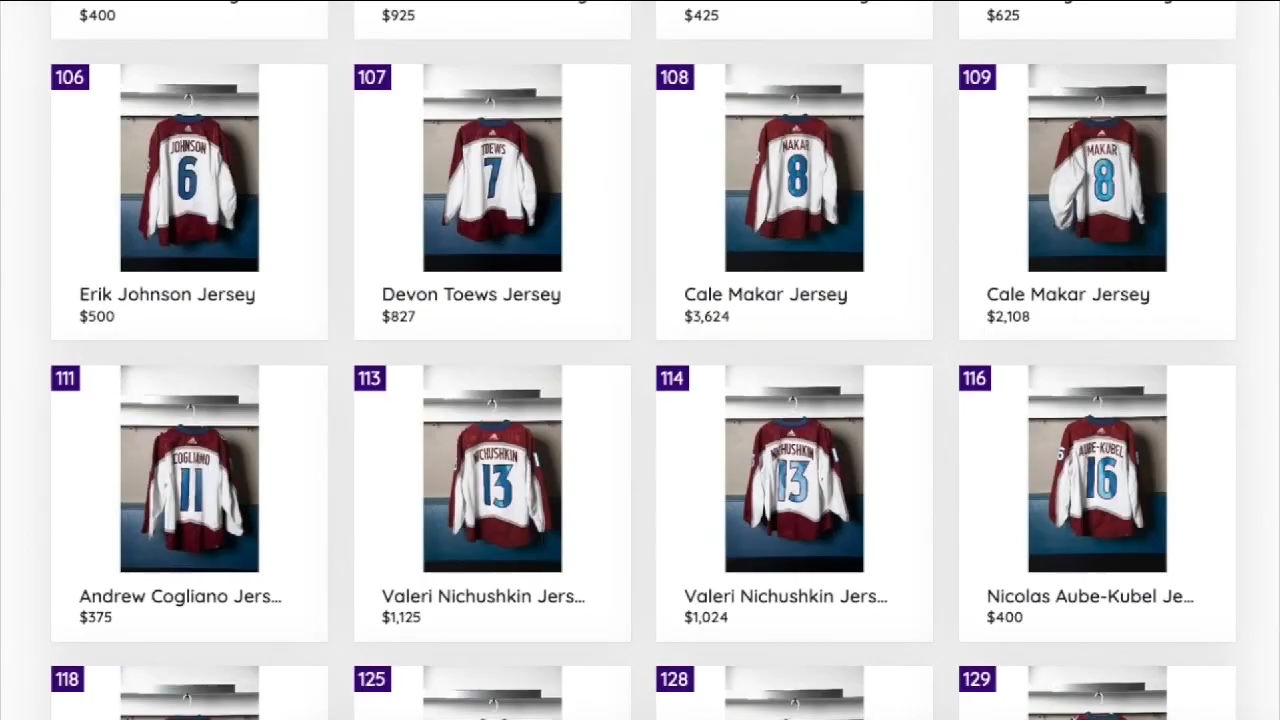 $400
$925
$425
$625
106
107
108
109
JOHNSON
6
TOEWS
7
MAKAR
8
MAKAR
8
Erik Johnson Jersey
Devon Toews Jersey
Cale Makar Jersey
Cale Makar Jersey
$500
$827
$3,624
$2,108
111
113
114
116
COGLIANO
11
NICHUSHKIN
13
NICHUSHKIN
13
AUBE-KUBEL
16
Andrew Cogliano Jers...
Valeri Nichushkin Jers...
Valeri Nichushkin Jers...
Nicolas Aube-Kubel Je...
$375
$1,125
$1,024
$400
118
125
128
129